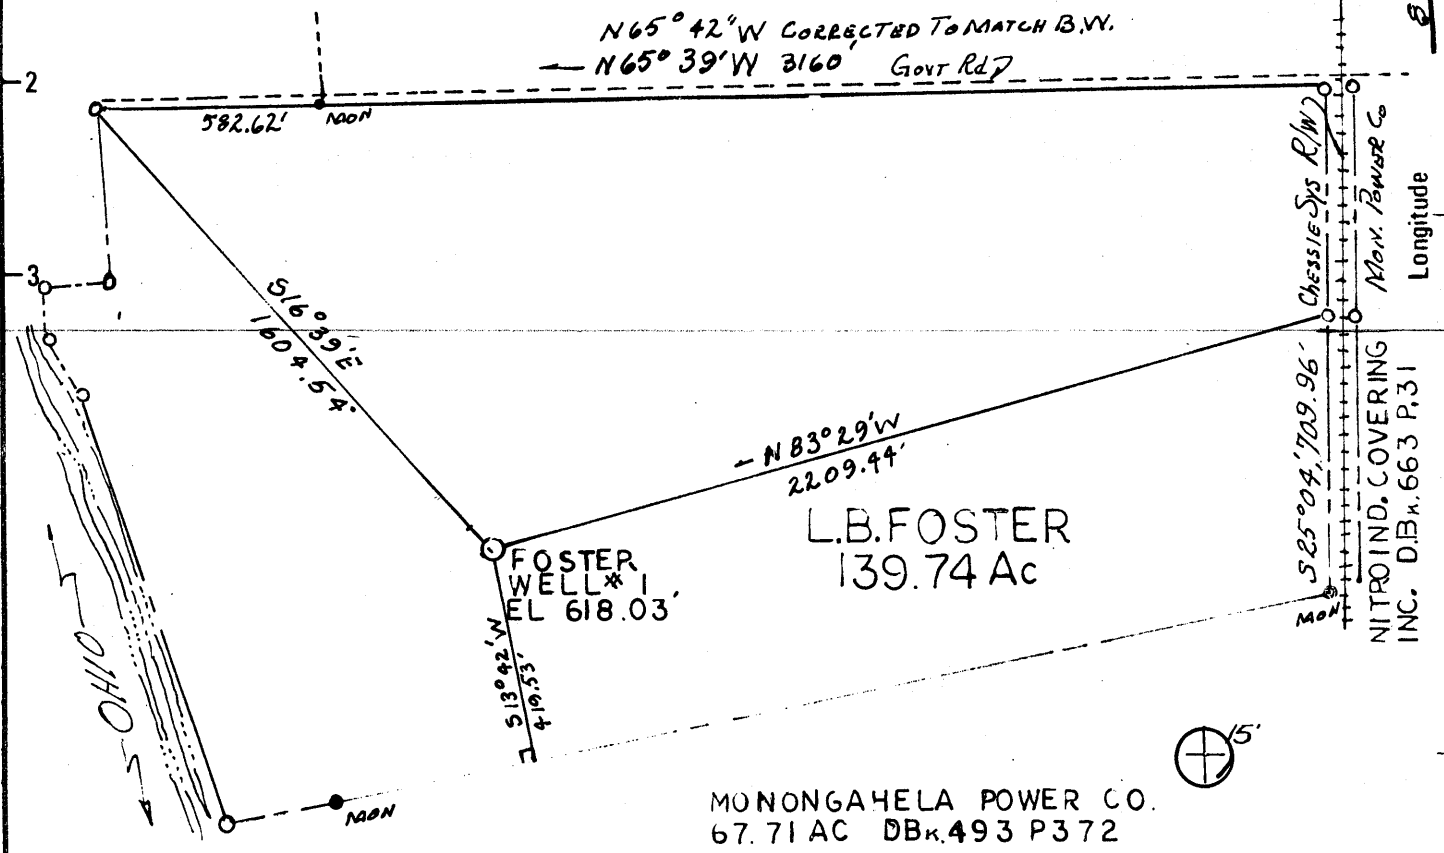 N65°42"W CORRECTED TO MATCH B.W.
N65°39'W 3160' GOVT Rd
8
2
582.62'
MON
Chessie Sys R/W
Mon. Power Co
Longitude
3
S16°39'E
1604.54'
N83°29'W
2209.44'
S25°04', 709.96'
NITRO IND. COVERING
INC. D.Bk.663 P.31
L.B. FOSTER
139.74 Ac
FOSTER
WELL# 1
EL 618.03'
MON
S13°42'W
419.53'
OHIO
15'
MON
MONONGAHELA POWER CO.
67.71 AC DBK.493 P372